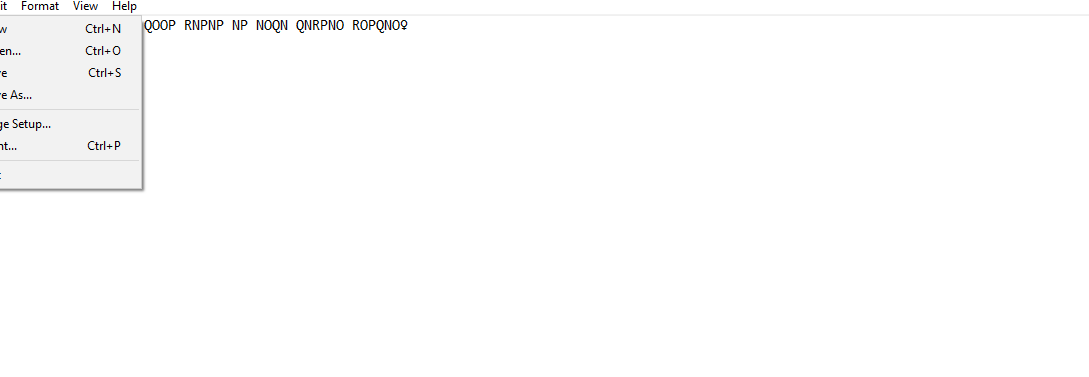 it Format View Help
w Ctrl+N QOOP RNPNP NP NOQN QNRPNO ROPQNO♀
en... Ctrl+O
e Ctrl+S
e As...
ge Setup...
nt... Ctrl+P
t